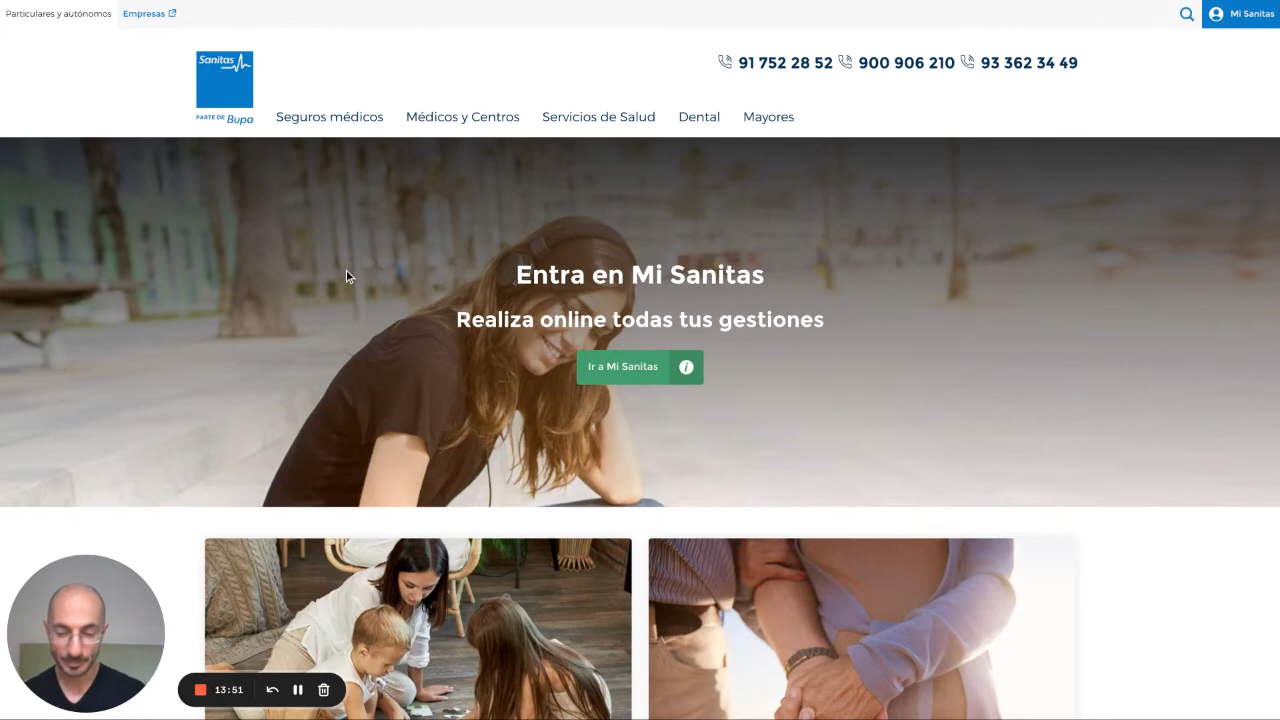 Particulares y autónomos Empresas Mi Sanitas
Sanitas
PARTE DE Bupa
91 752 28 52 900 906 210 93 362 34 49
Seguros médicos Médicos y Centros Servicios de Salud Dental Mayores
Entra en Mi Sanitas
Realiza online todas tus gestiones
Ir a Mi Sanitas i
13:51